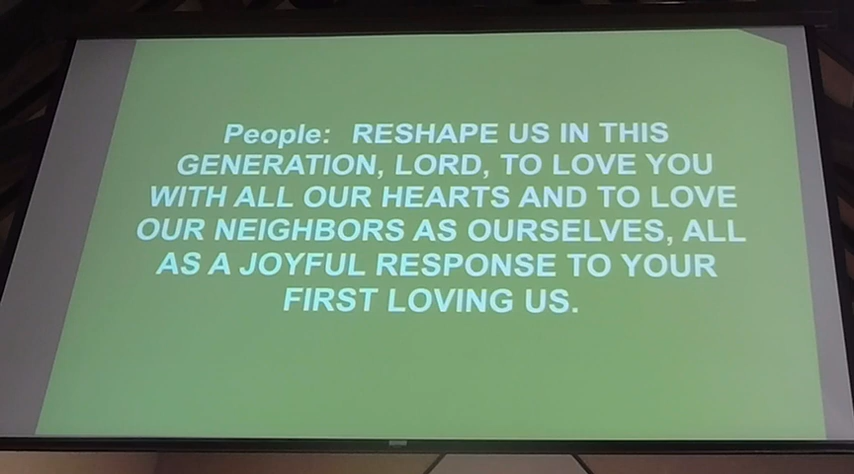 People: RESHAPE US IN THIS
GENERATION, LORD, TO LOVE YOU
WITH ALL OUR HEARTS AND TO LOVE
OUR NEIGHBORS AS OURSELVES, ALL
AS A JOYFUL RESPONSE TO YOUR
FIRST LOVING US.